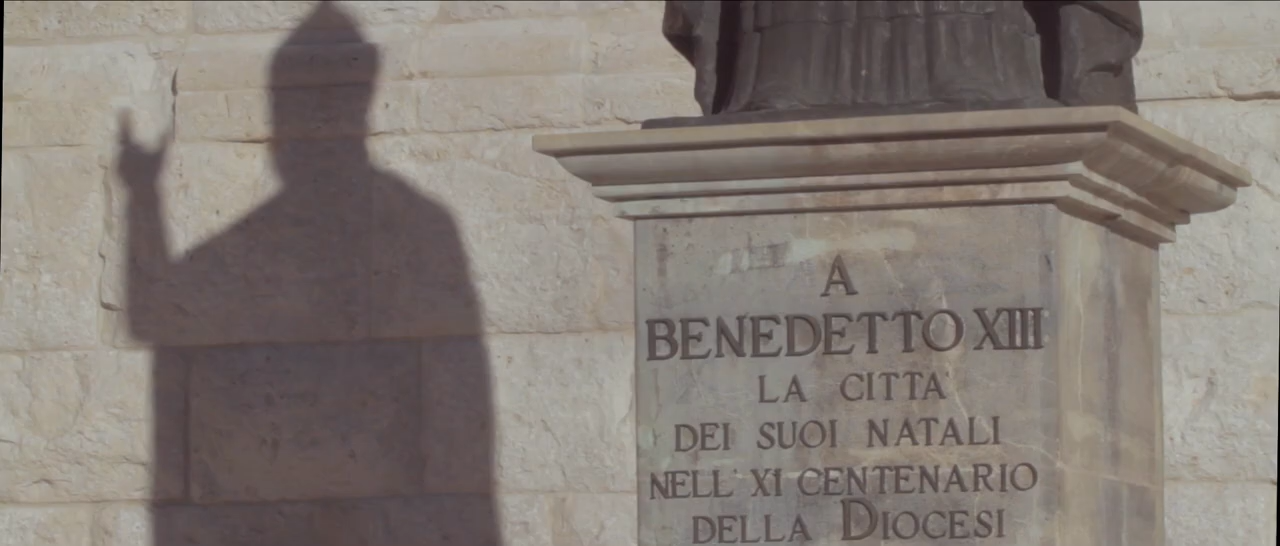 A
BENEDETTO XIII
LA CITTA'
DEI SUOI NATALI
NELL' XI CENTENARIO
DELLA DIOCESI